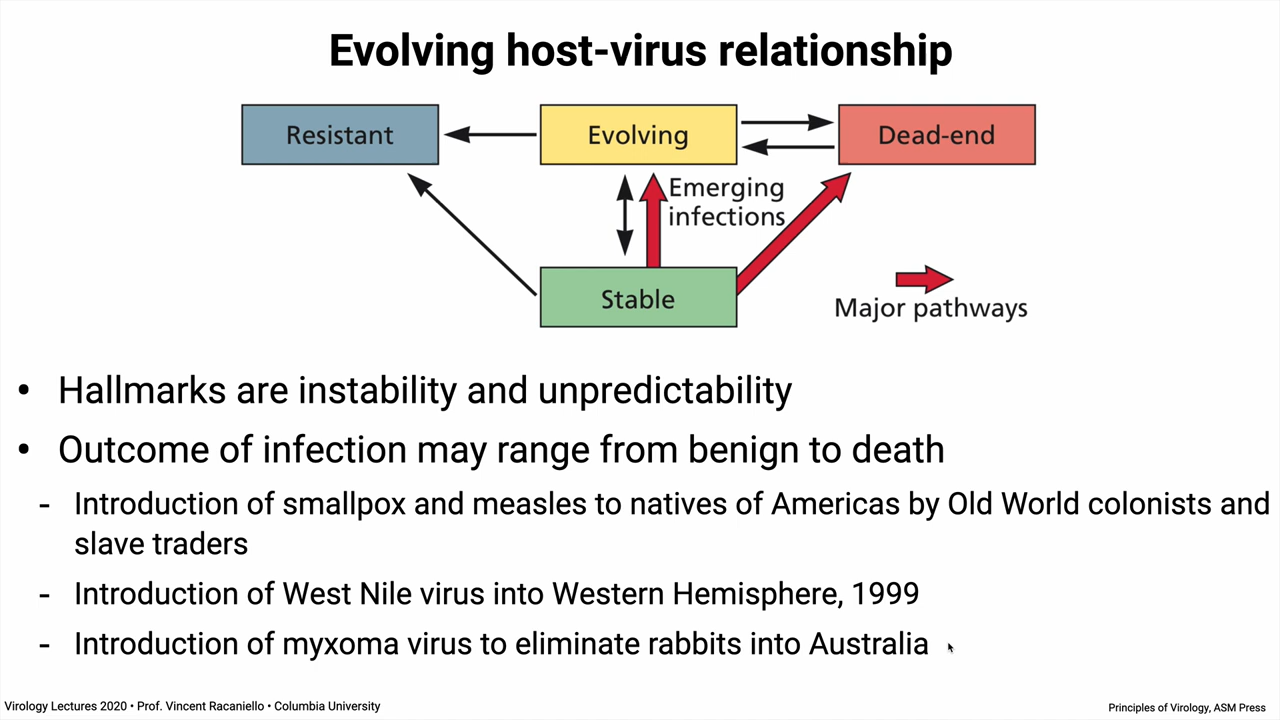 Evolving host-virus relationship
Resistant
Evolving
Dead-end
Emerging
infections
Stable
Major pathways
• Hallmarks are instability and unpredictability
• Outcome of infection may range from benign to death
- Introduction of smallpox and measles to natives of Americas by Old World colonists and
slave traders
- Introduction of West Nile virus into Western Hemisphere, 1999
- Introduction of myxoma virus to eliminate rabbits into Australia
Virology Lectures 2020 • Prof. Vincent Racaniello • Columbia University
Principles of Virology, ASM Press